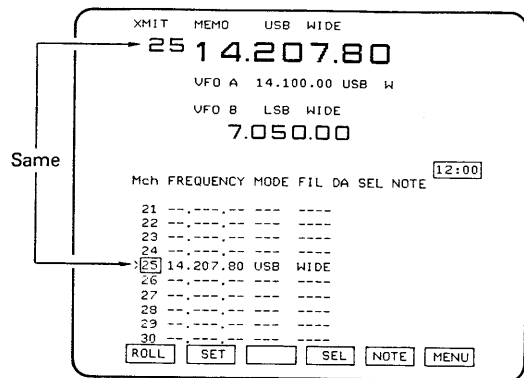 XMIT MEMO USB WIDE
25 14.207.80
VFO A 14.100.00 USB W
VFO B LSB WIDE
7.050.00
Same
12:00
Mch FREQUENCY MODE FIL DA SEL NOTE
21 --.---.-- --- ----
22 --.---.-- --- ----
23 --.---.-- --- ----
24 --.---.-- --- ----
›25 14.207.80 USB WIDE
26 --.---.-- --- ----
27 --.---.-- --- ----
28 --.---.-- --- ----
29 --.---.-- --- ----
30 --.---.-- --- ----
ROLL SET SEL NOTE MENU